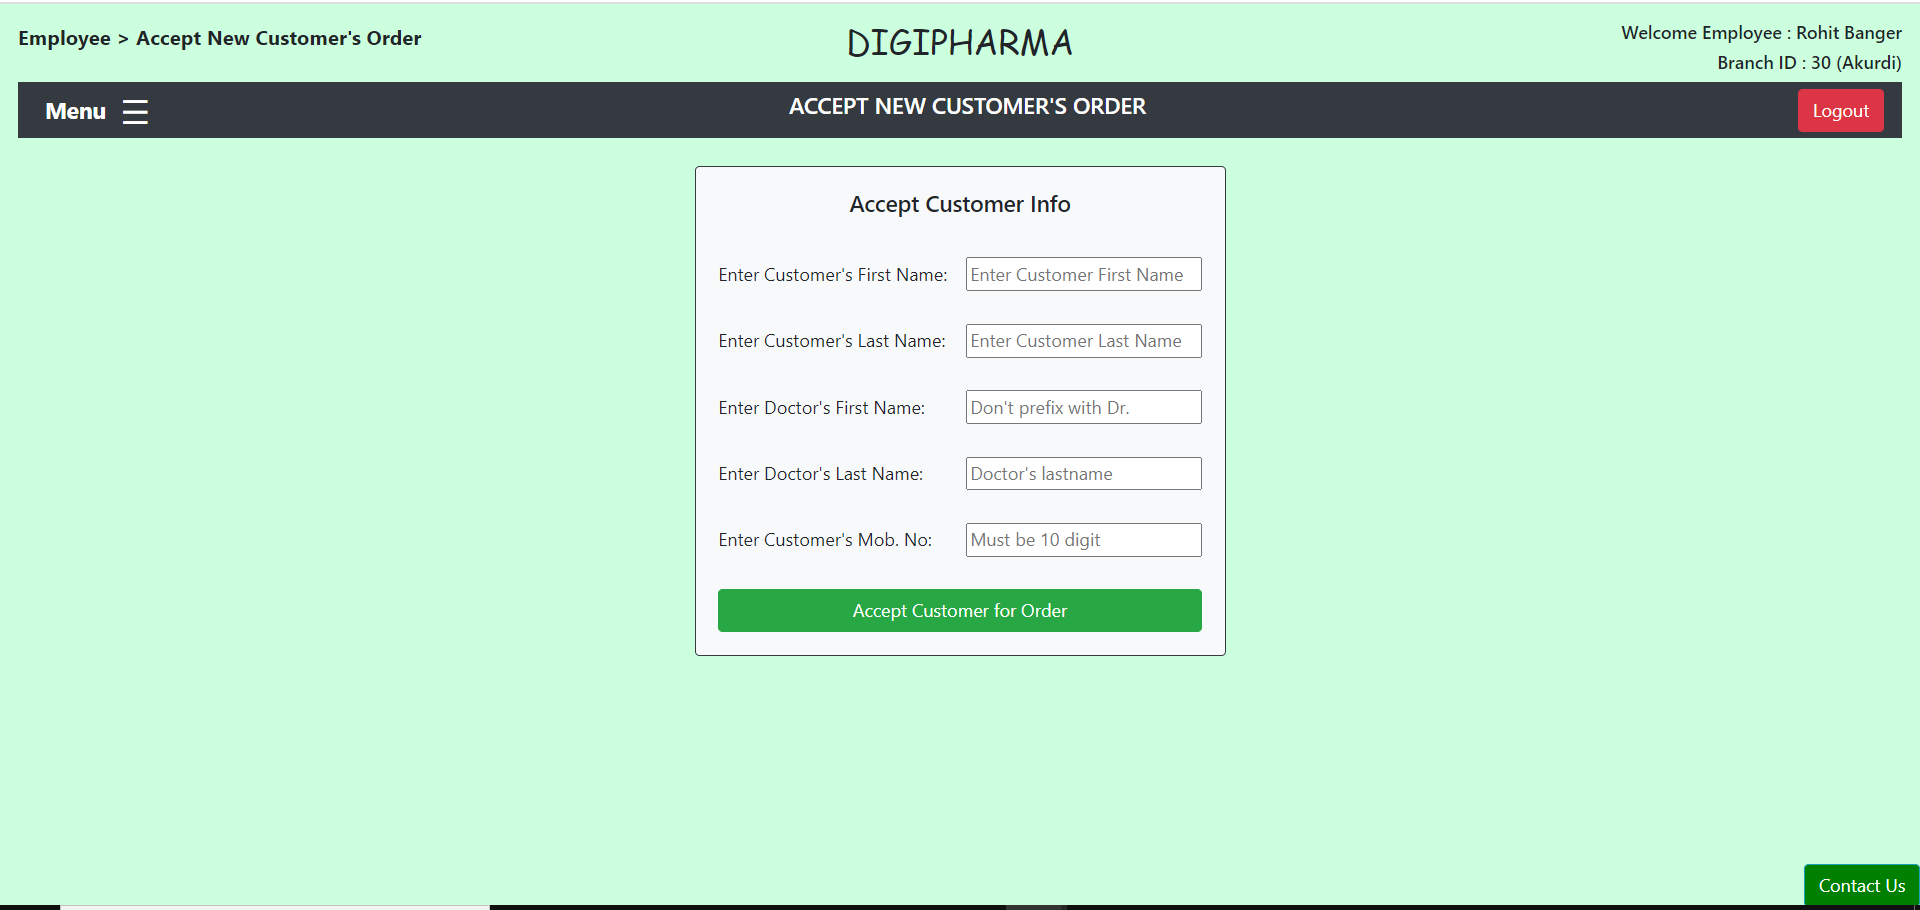 Employee > Accept New Customer's Order
DIGIPHARMA
Welcome Employee : Rohit Banger
Branch ID : 30 (Akurdi)
Menu
ACCEPT NEW CUSTOMER'S ORDER
Logout
Accept Customer Info
Enter Customer's First Name: Enter Customer First Name
Enter Customer's Last Name: Enter Customer Last Name
Enter Doctor's First Name: Don't prefix with Dr.
Enter Doctor's Last Name: Doctor's lastname
Enter Customer's Mob. No: Must be 10 digit
Accept Customer for Order
Contact Us